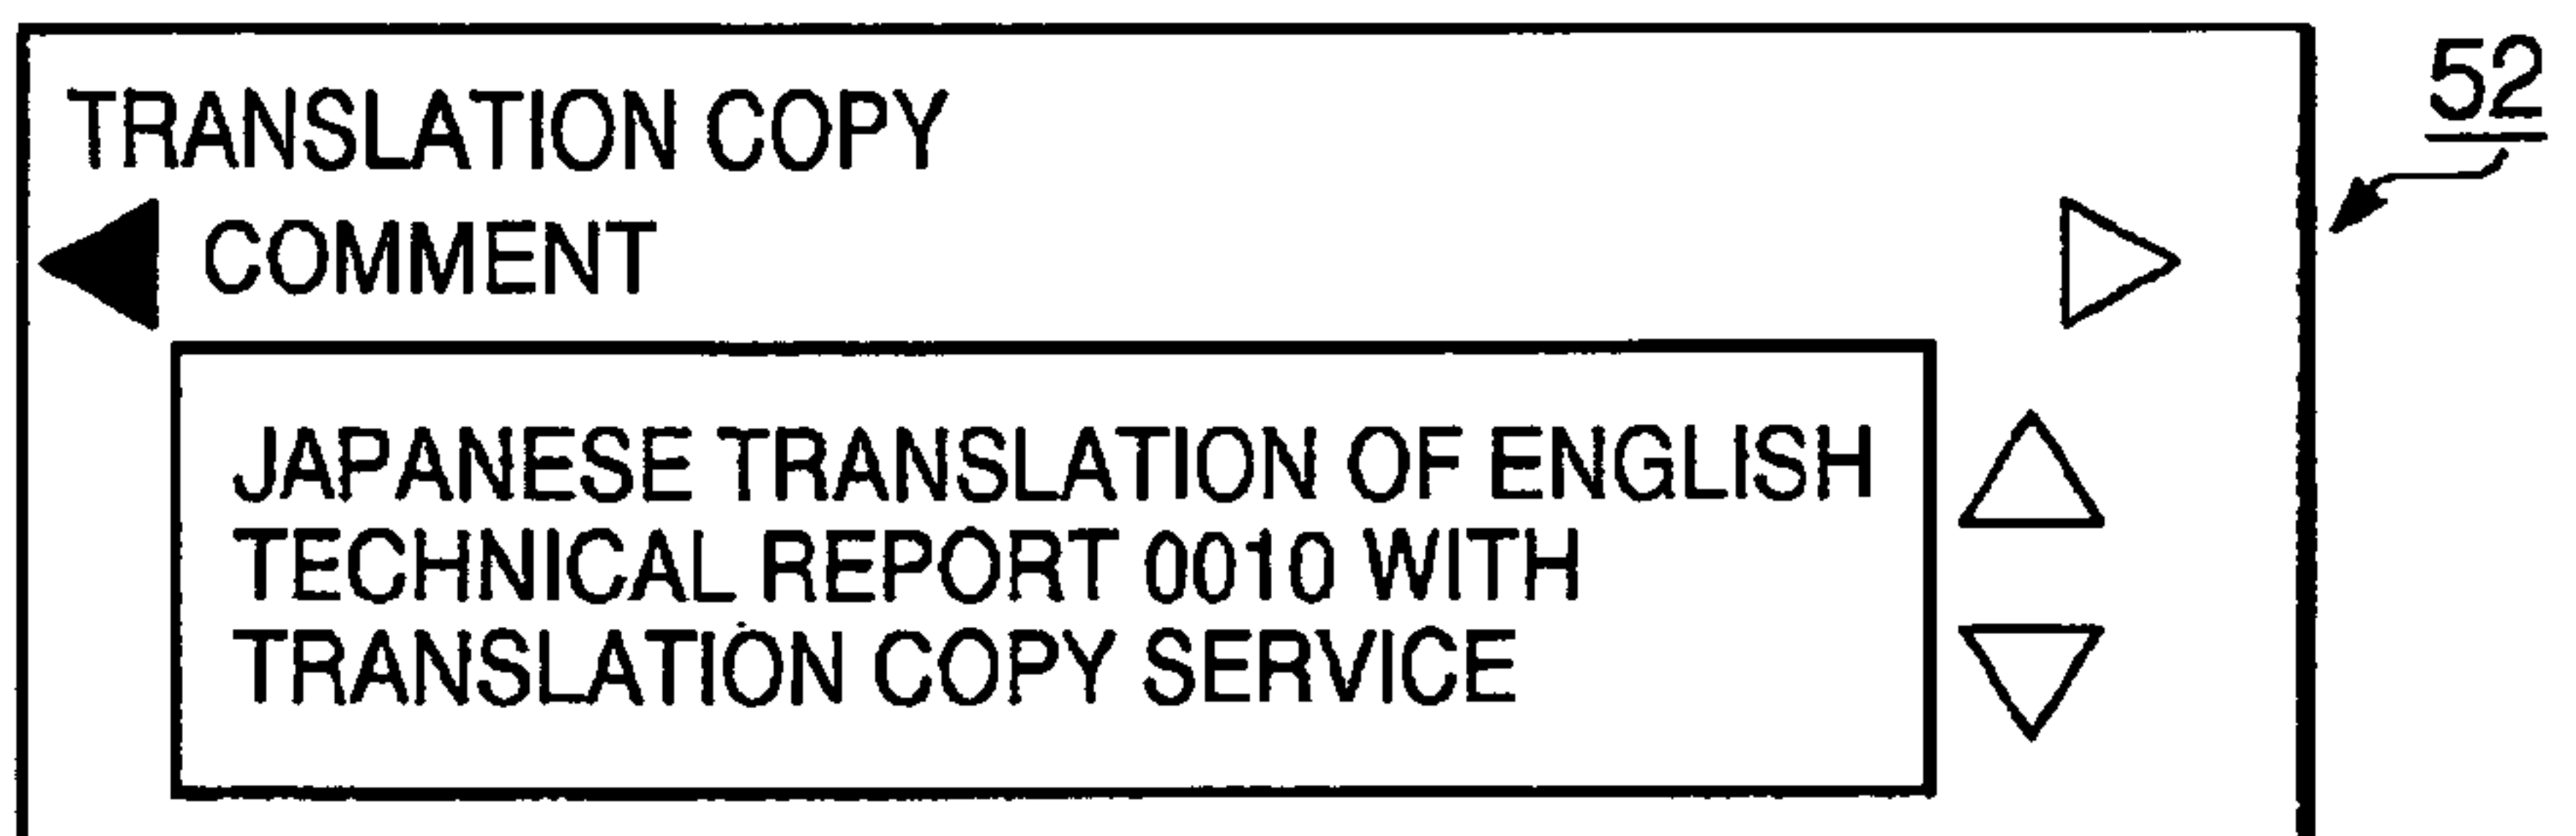 TRANSLATION COPY
52
COMMENT
JAPANESE TRANSLATION OF ENGLISH
TECHNICAL REPORT 0010 WITH
TRANSLATION COPY SERVICE